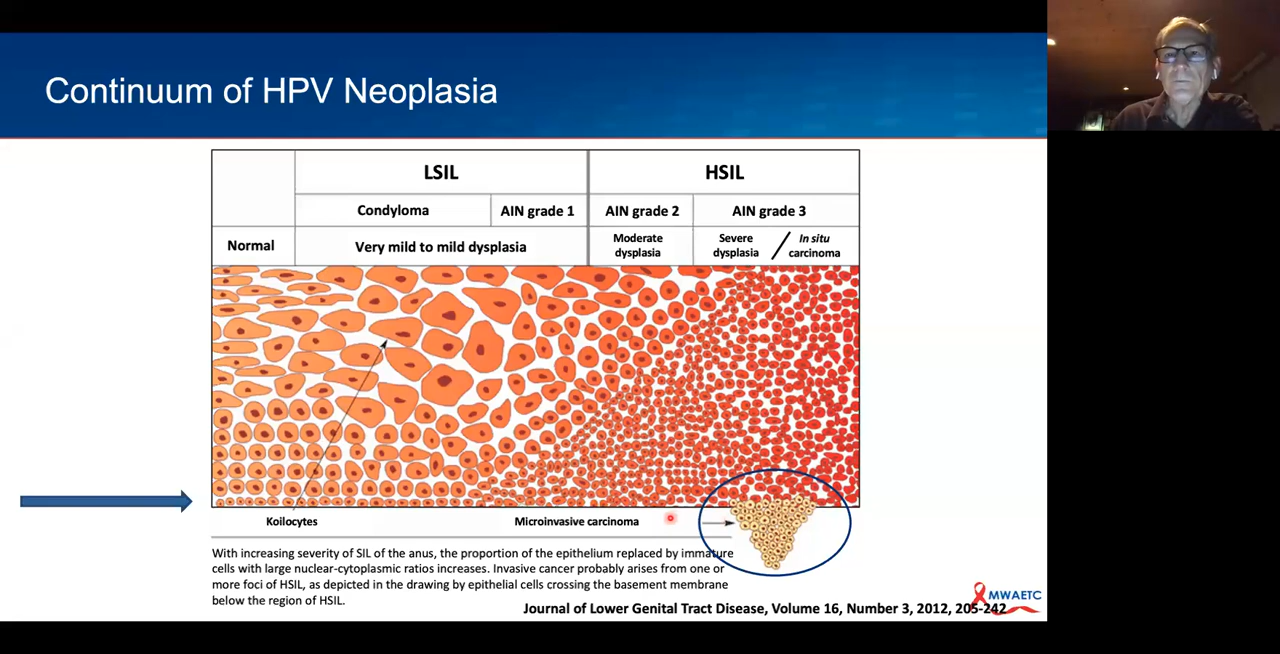 Continuum of HPV Neoplasia
LSIL
HSIL
Condyloma
AIN grade 1
AIN grade 2
AIN grade 3
Normal
Very mild to mild dysplasia
Moderate
dysplasia
Severe
dysplasia
/
In situ
carcinoma
Koilocytes
Microinvasive carcinoma
With increasing severity of SIL of the anus, the proportion of the epithelium replaced by immature
cells with large nuclear-cytoplasmic ratios increases. Invasive cancer probably arises from one or
more foci of HSIL, as depicted in the drawing by epithelial cells crossing the basement membrane
below the region of HSIL.
Journal of Lower Genital Tract Disease, Volume 16, Number 3, 2012, 205-242
MWAETC